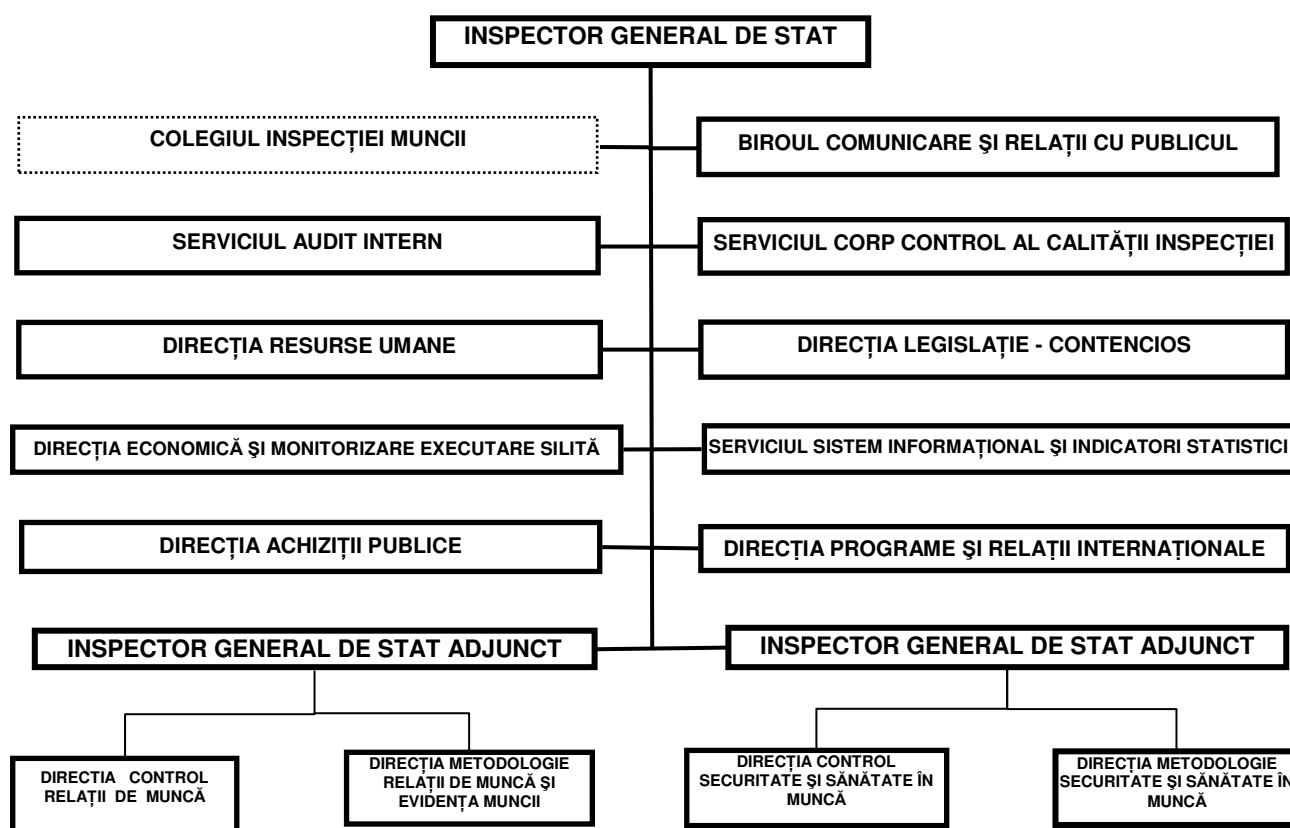 INSPECTOR GENERAL DE STAT
COLEGIUL INSPECȚIEI MUNCII
BIROUL COMUNICARE ŞI RELAȚII CU PUBLICUL
SERVICIUL AUDIT INTERN
SERVICIUL CORP CONTROL AL CALITĂȚII INSPECȚIEI
DIRECȚIA RESURSE UMANE
DIRECȚIA LEGISLAȚIE - CONTENCIOS
DIRECȚIA ECONOMICĂ ŞI MONITORIZARE EXECUTARE SILITĂ
SERVICIUL SISTEM INFORMAȚIONAL ŞI INDICATORI STATISTICI
DIRECȚIA ACHIZIȚII PUBLICE
DIRECȚIA PROGRAME ŞI RELAȚII INTERNAȚIONALE
INSPECTOR GENERAL DE STAT ADJUNCT
INSPECTOR GENERAL DE STAT ADJUNCT
DIRECTIA CONTROL
RELAȚII DE MUNCĂ
DIRECȚIA METODOLOGIE
RELAȚII DE MUNCĂ ŞI
EVIDENȚA MUNCII
DIRECȚIA CONTROL
SECURITATE ŞI SĂNĂTATE ÎN
MUNCĂ
DIRECȚIA METODOLOGIE
SECURITATE ŞI SĂNĂTATE ÎN
MUNCĂ